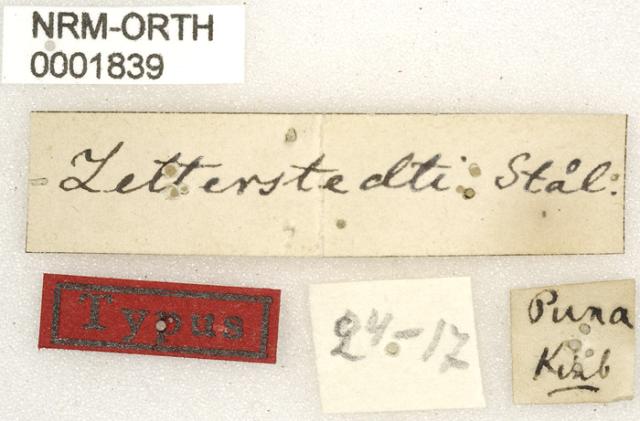 NRM-ORTH
0001839
Zetterstedti Stål.
Typus
24-17
Puna
Kinb